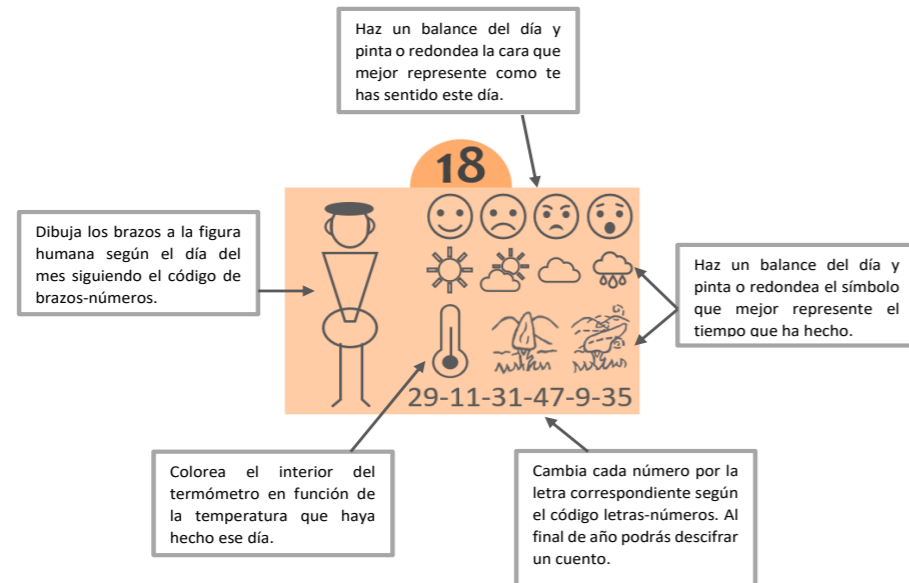 Haz un balance del día y
pinta o redondea la cara que
mejor represente como te
has sentido este día.
18
Dibuja los brazos a la figura
humana según el día del
mes siguiendo el código de
brazos-números.
Haz un balance del día y
pinta o redondea el símbolo
que mejor represente el
tiempo que ha hecho.
29-11-31-47-9-35
Colorea el interior del
termómetro en función de
la temperatura que haya
hecho ese día.
Cambia cada número por la
letra correspondiente según
el código letras-números. Al
final de año podrás descifrar
un cuento.